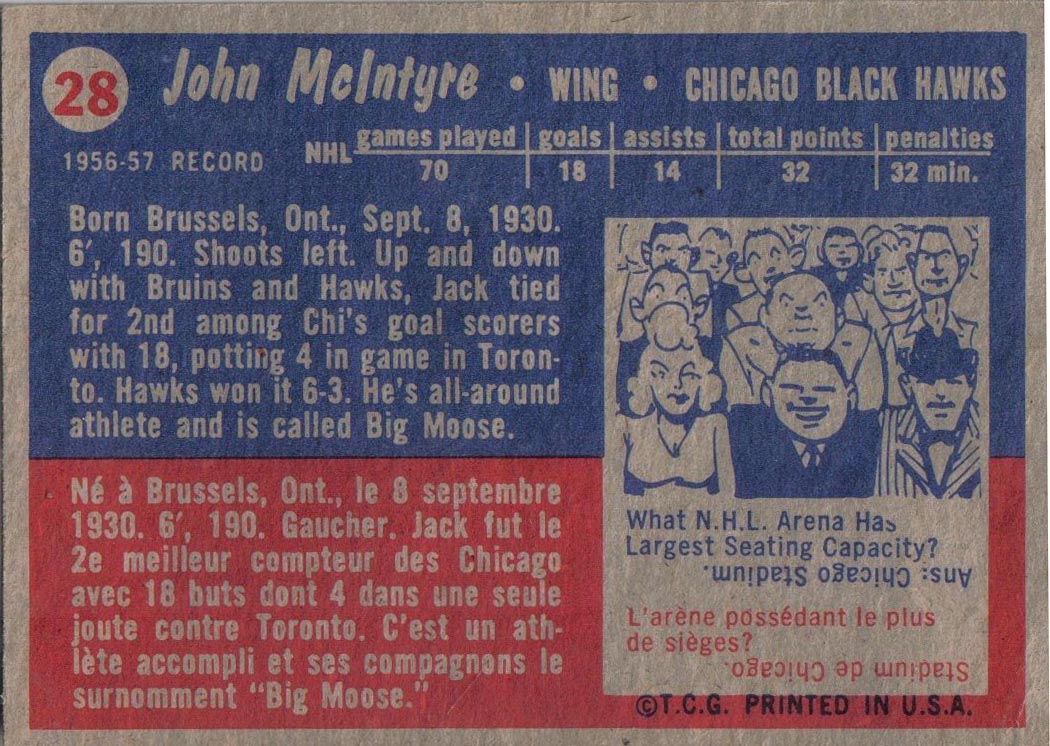 28 John McIntyre • WING • CHICAGO BLACK HAWKS
1956-57 RECORD NHL games played goals assists total points penalties
70 18 14 32 32 min.
Born Brussels, Ont., Sept. 8, 1930.
6', 190. Shoots left. Up and down
with Bruins and Hawks, Jack tied
for 2nd among Chi's goal scorers
with 18, potting 4 in game in Toron-
to. Hawks won it 6-3. He's all-around
athlete and is called Big Moose.
Né à Brussels, Ont., le 8 septembre
1930. 6', 190. Gaucher. Jack fut le
2e meilleur compteur des Chicago
avec 18 buts dont 4 dans une seule
joute contre Toronto. C'est un ath-
lète accompli et ses compagnons le
surnomment "Big Moose."
What N.H.L. Arena Has
Largest Seating Capacity?
Ans: Chicago Stadium.
L'arène possédant le plus
de sièges?
Stadium de Chicago.
©T.C.G. PRINTED IN U.S.A.